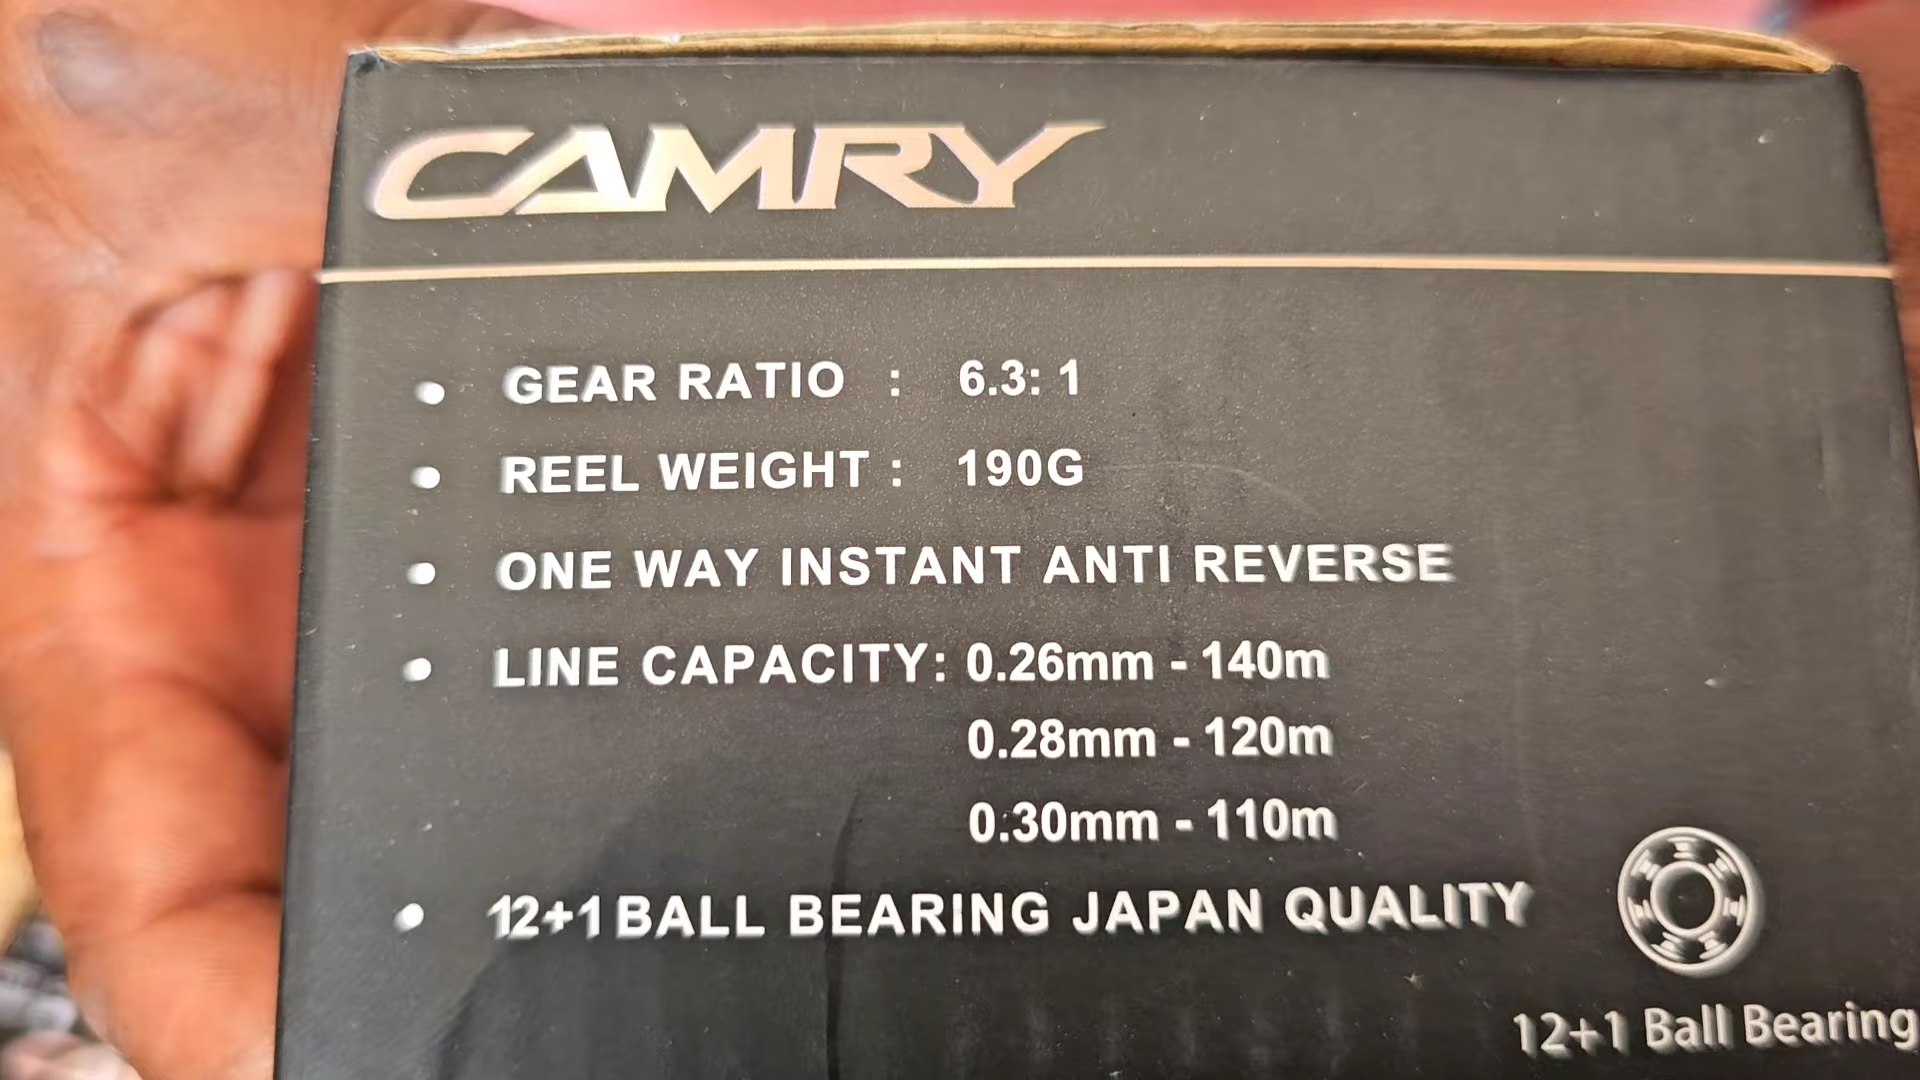 CAMRY
• GEAR RATIO : 6.3: 1
• REEL WEIGHT : 190G
• ONE WAY INSTANT ANTI REVERSE
• LINE CAPACITY: 0.26mm - 140m
0.28mm - 120m
0.30mm - 110m
• 12+1 BALL BEARING JAPAN QUALITY
12+1 Ball Bearing